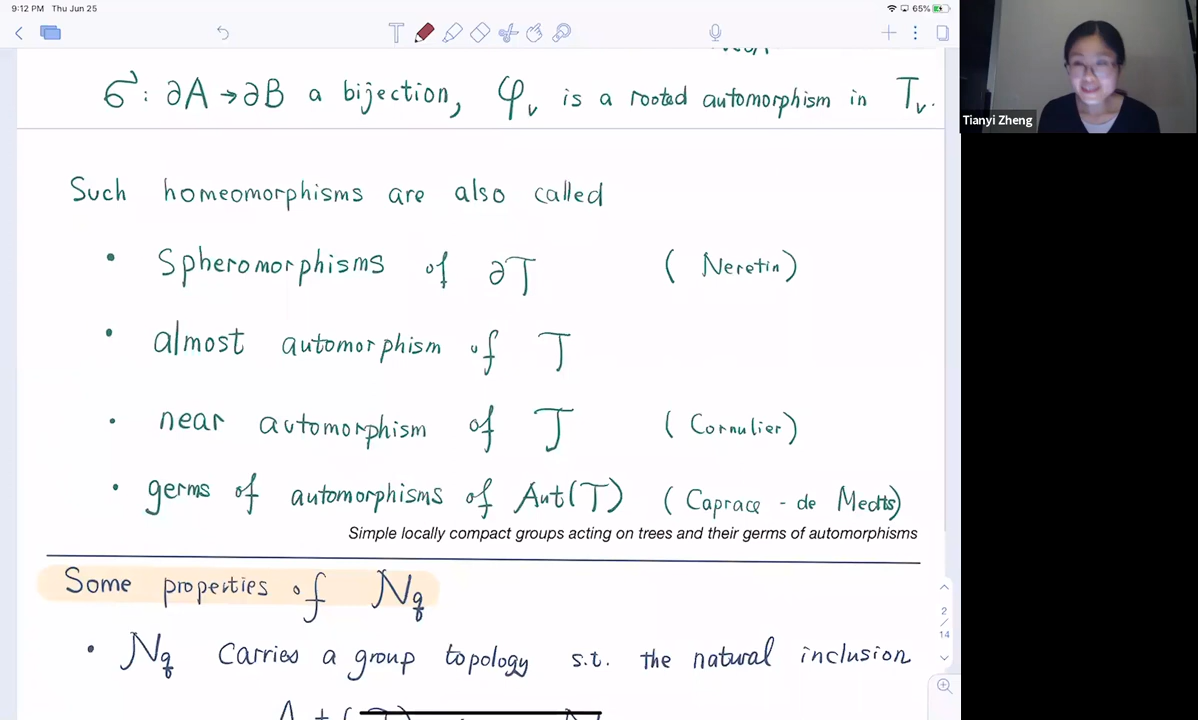 9:12 PM Thu Jun 25
65%
σ: ∂A → ∂B a bijection, φᵥ is a rooted automorphism in Tᵥ.
Tianyi Zheng
Such homeomorphisms are also called
• Spheromorphisms of ∂T (Neretin)
• almost automorphism of T
• near automorphism of T (Cornulier)
• germs of automorphisms of Aut(T) (Caprace - de Medts)
Simple locally compact groups acting on trees and their germs of automorphisms
Some properties of N_q
2
/
14
• N_q carries a group topology s.t. the natural inclusion